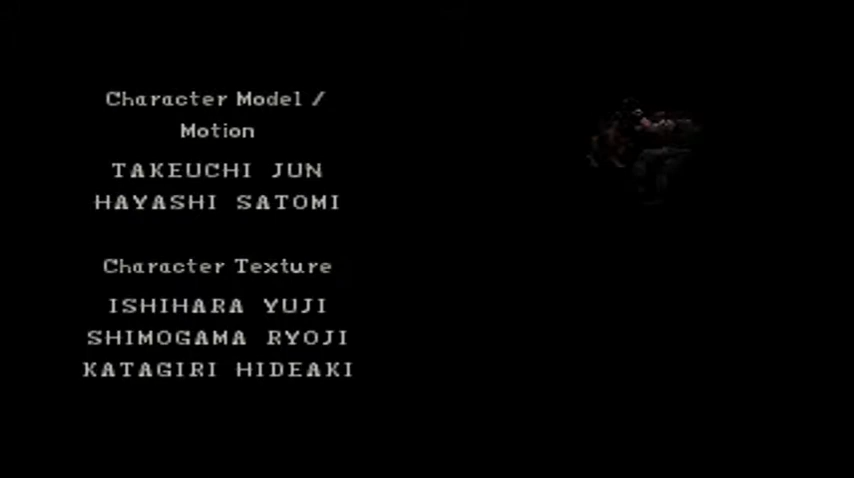 Character Model /
Motion
TAKEUCHI JUN
HAYASHI SATOMI
Character Texture
ISHIHARA YUJI
SHIMOGAMA RYOJI
KATAGIRI HIDEAKI